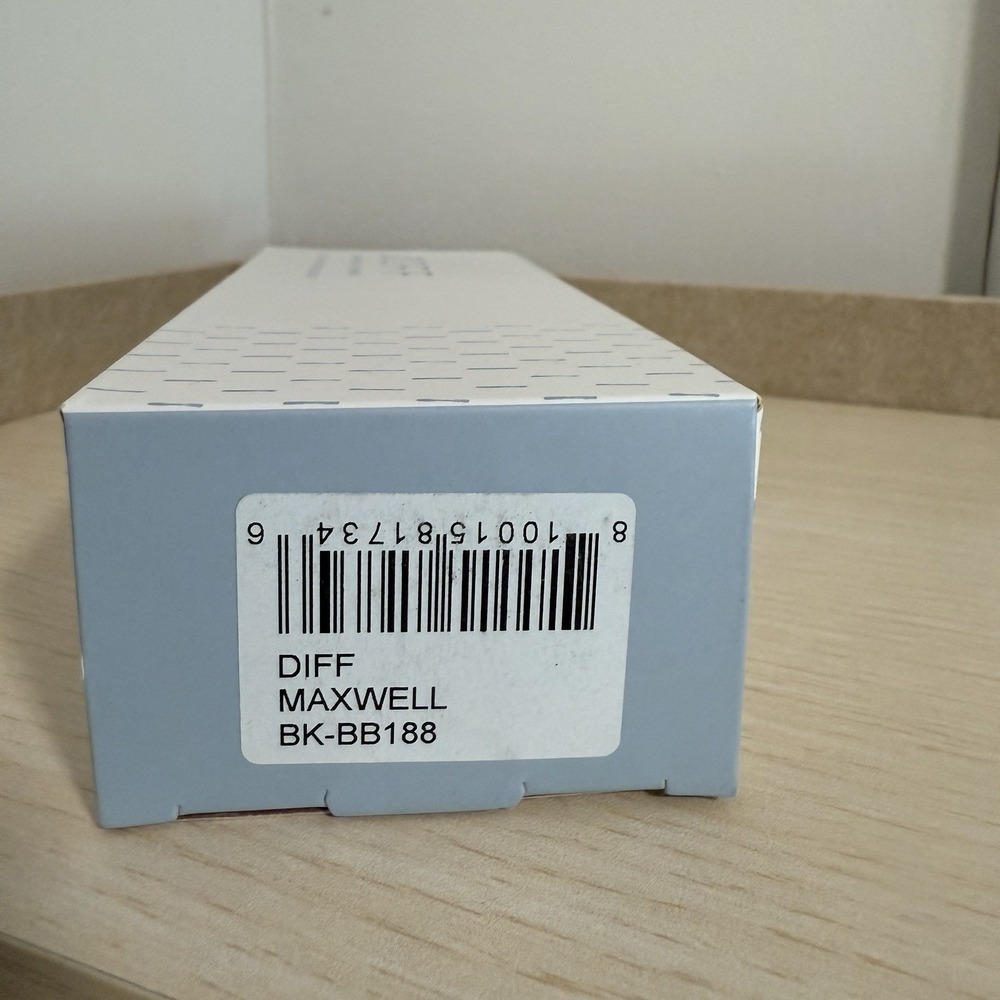 8 10015 81734 6
DIFF
MAXWELL
BK-BB188